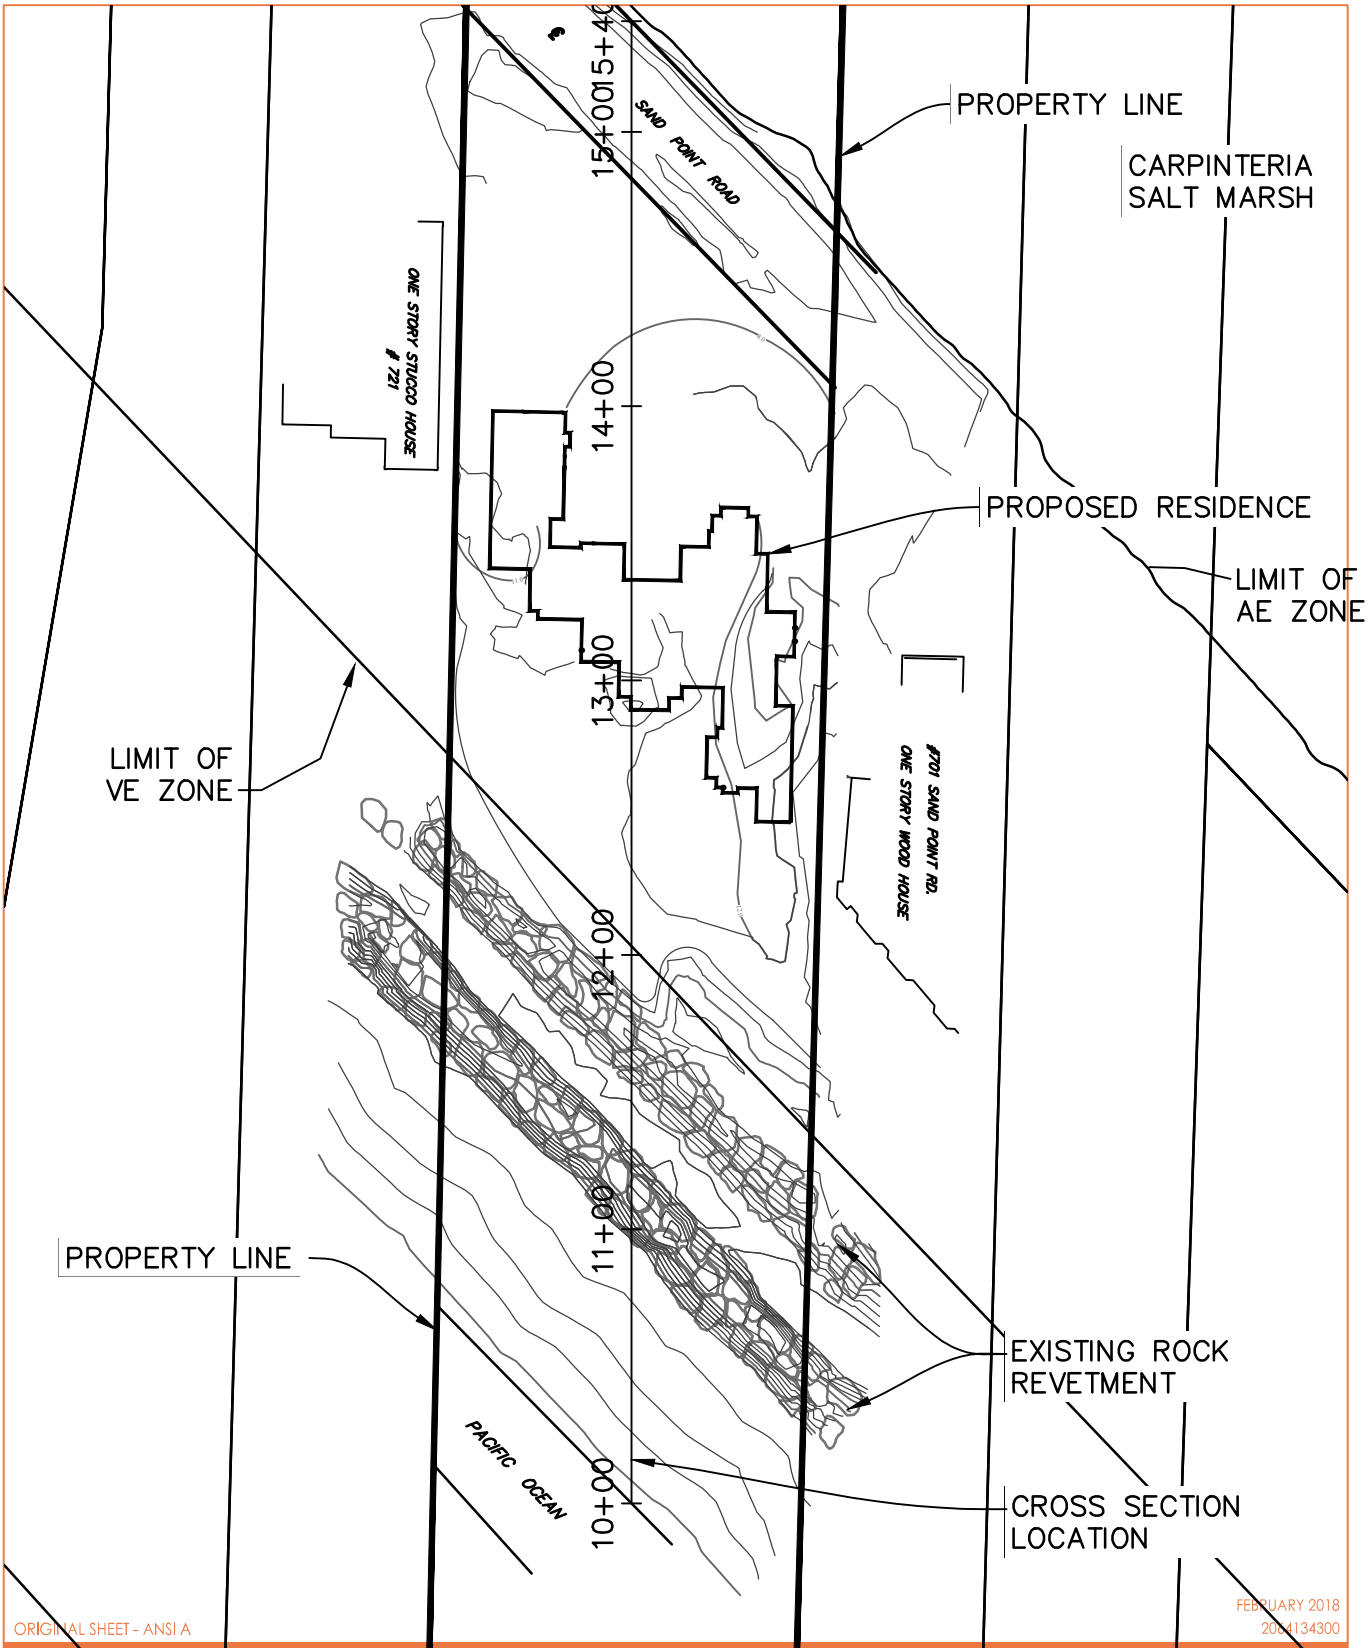 15+40
15+00
SAND POINT ROAD
PROPERTY LINE
CARPINTERIA
SALT MARSH
ONE STORY STUCCO HOUSE
# 721
14+00
PROPOSED RESIDENCE
LIMIT OF
AE ZONE
13+00
LIMIT OF
VE ZONE
#701 SAND POINT RD.
ONE STORY WOOD HOUSE
12+00
11+00
PROPERTY LINE
EXISTING ROCK
REVETMENT
PACIFIC OCEAN
10+00
CROSS SECTION
LOCATION
ORIGINAL SHEET - ANSI A
FEBRUARY 2018
2064134300